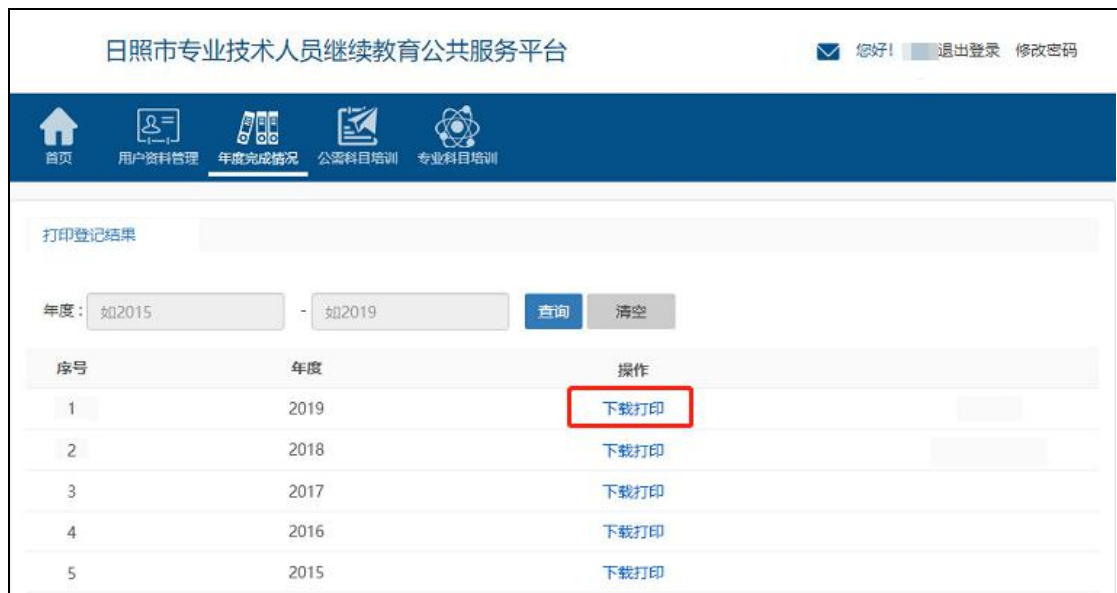 日照市专业技术人员继续教育公共服务平台 您好! 退出登录 修改密码
首页 用户资料管理 年度完成情况 公需科目培训 专业科目培训
打印登记结果
年度: 如2015 - 如2019 查询 清空
序号 年度 操作
1 2019 下载打印
2 2018 下载打印
3 2017 下载打印
4 2016 下载打印
5 2015 下载打印